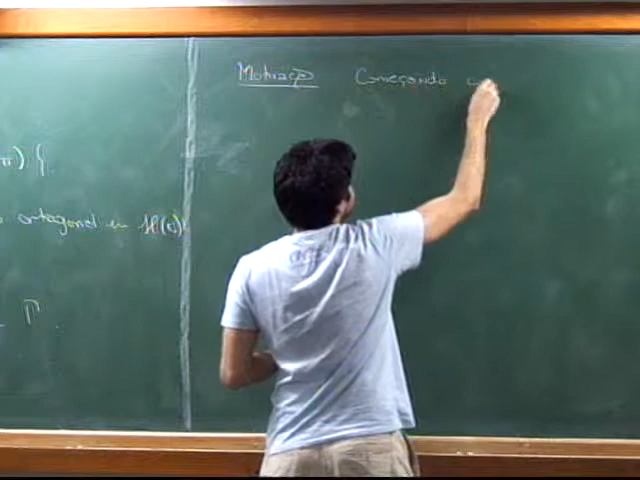 Motivação Começando
π) {
ortogonal em H(e)
Γ